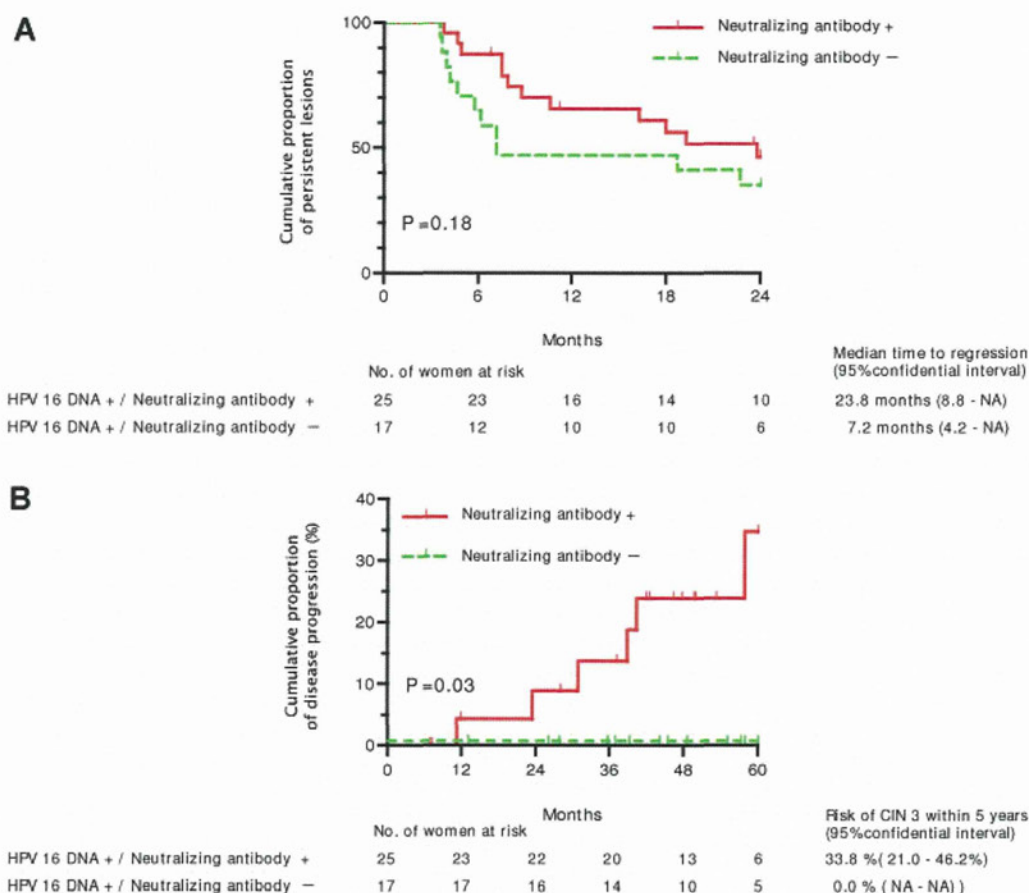 A
Neutralizing antibody +
Neutralizing antibody −
Cumulative proportion
of persistent lesions
100
50
0
P=0.18
0 6 12 18 24
Months
No. of women at risk
Median time to regression
(95%confidential interval)
HPV 16 DNA + / Neutralizing antibody + 25 23 16 14 10 23.8 months (8.8 - NA)
HPV 16 DNA + / Neutralizing antibody − 17 12 10 10 6 7.2 months (4.2 - NA)
B
Neutralizing antibody +
Neutralizing antibody −
Cumulative proportion
of disease progression (%)
40
30
20
10
0
P=0.03
0 12 24 36 48 60
Months
No. of women at risk
Risk of CIN 3 within 5 years
(95%confidential interval)
HPV 16 DNA + / Neutralizing antibody + 25 23 22 20 13 6 33.8 %( 21.0 - 46.2%)
HPV 16 DNA + / Neutralizing antibody − 17 17 16 14 10 5 0.0 % ( NA - NA) )